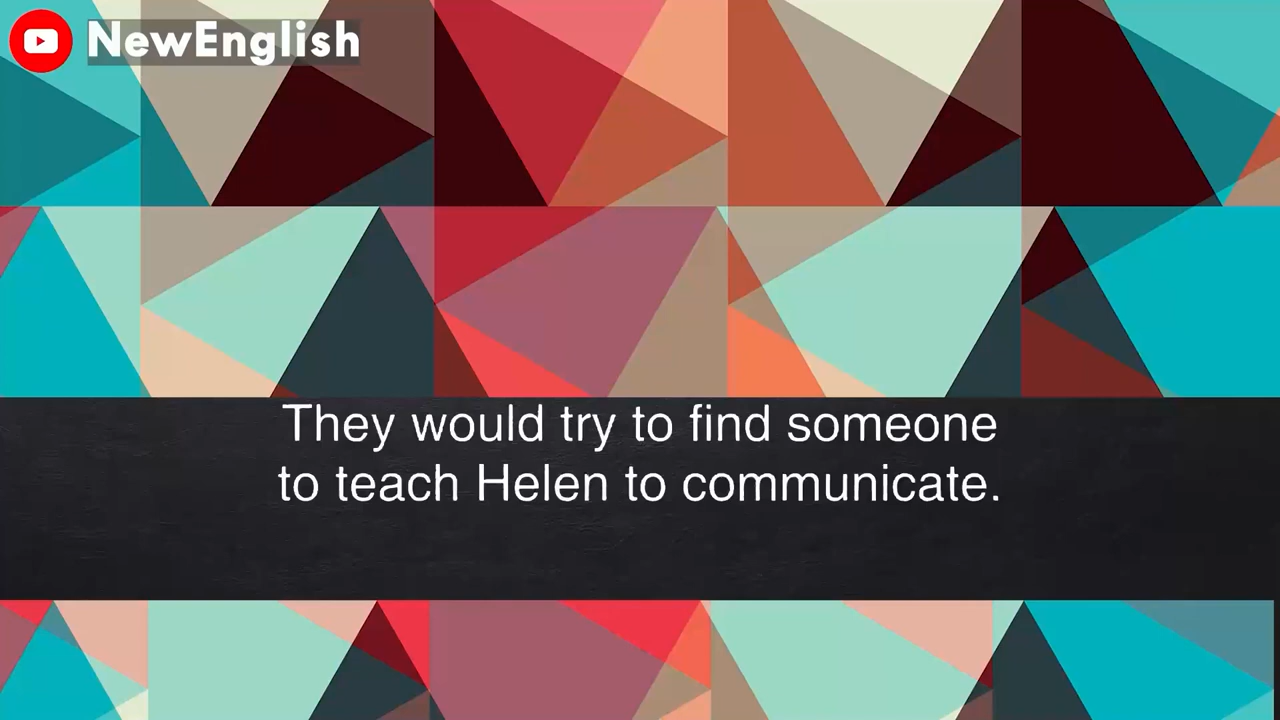 NewEnglish
They would try to find someone
to teach Helen to communicate.